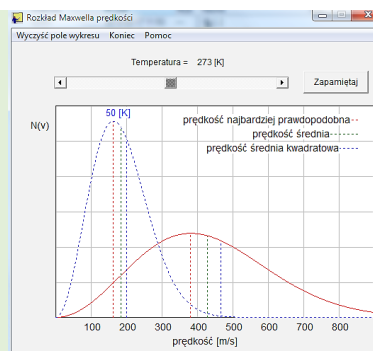 Rozkład Maxwella prędkości
Wyczyść pole wykresu Koniec Pomoc
Temperatura = 273 [K]
Zapamiętaj
50 [K]
N(v)
prędkość najbardziej prawdopodobna
prędkość średnia
prędkość średnia kwadratowa
100 200 300 400 500 600 700 800
prędkość [m/s]